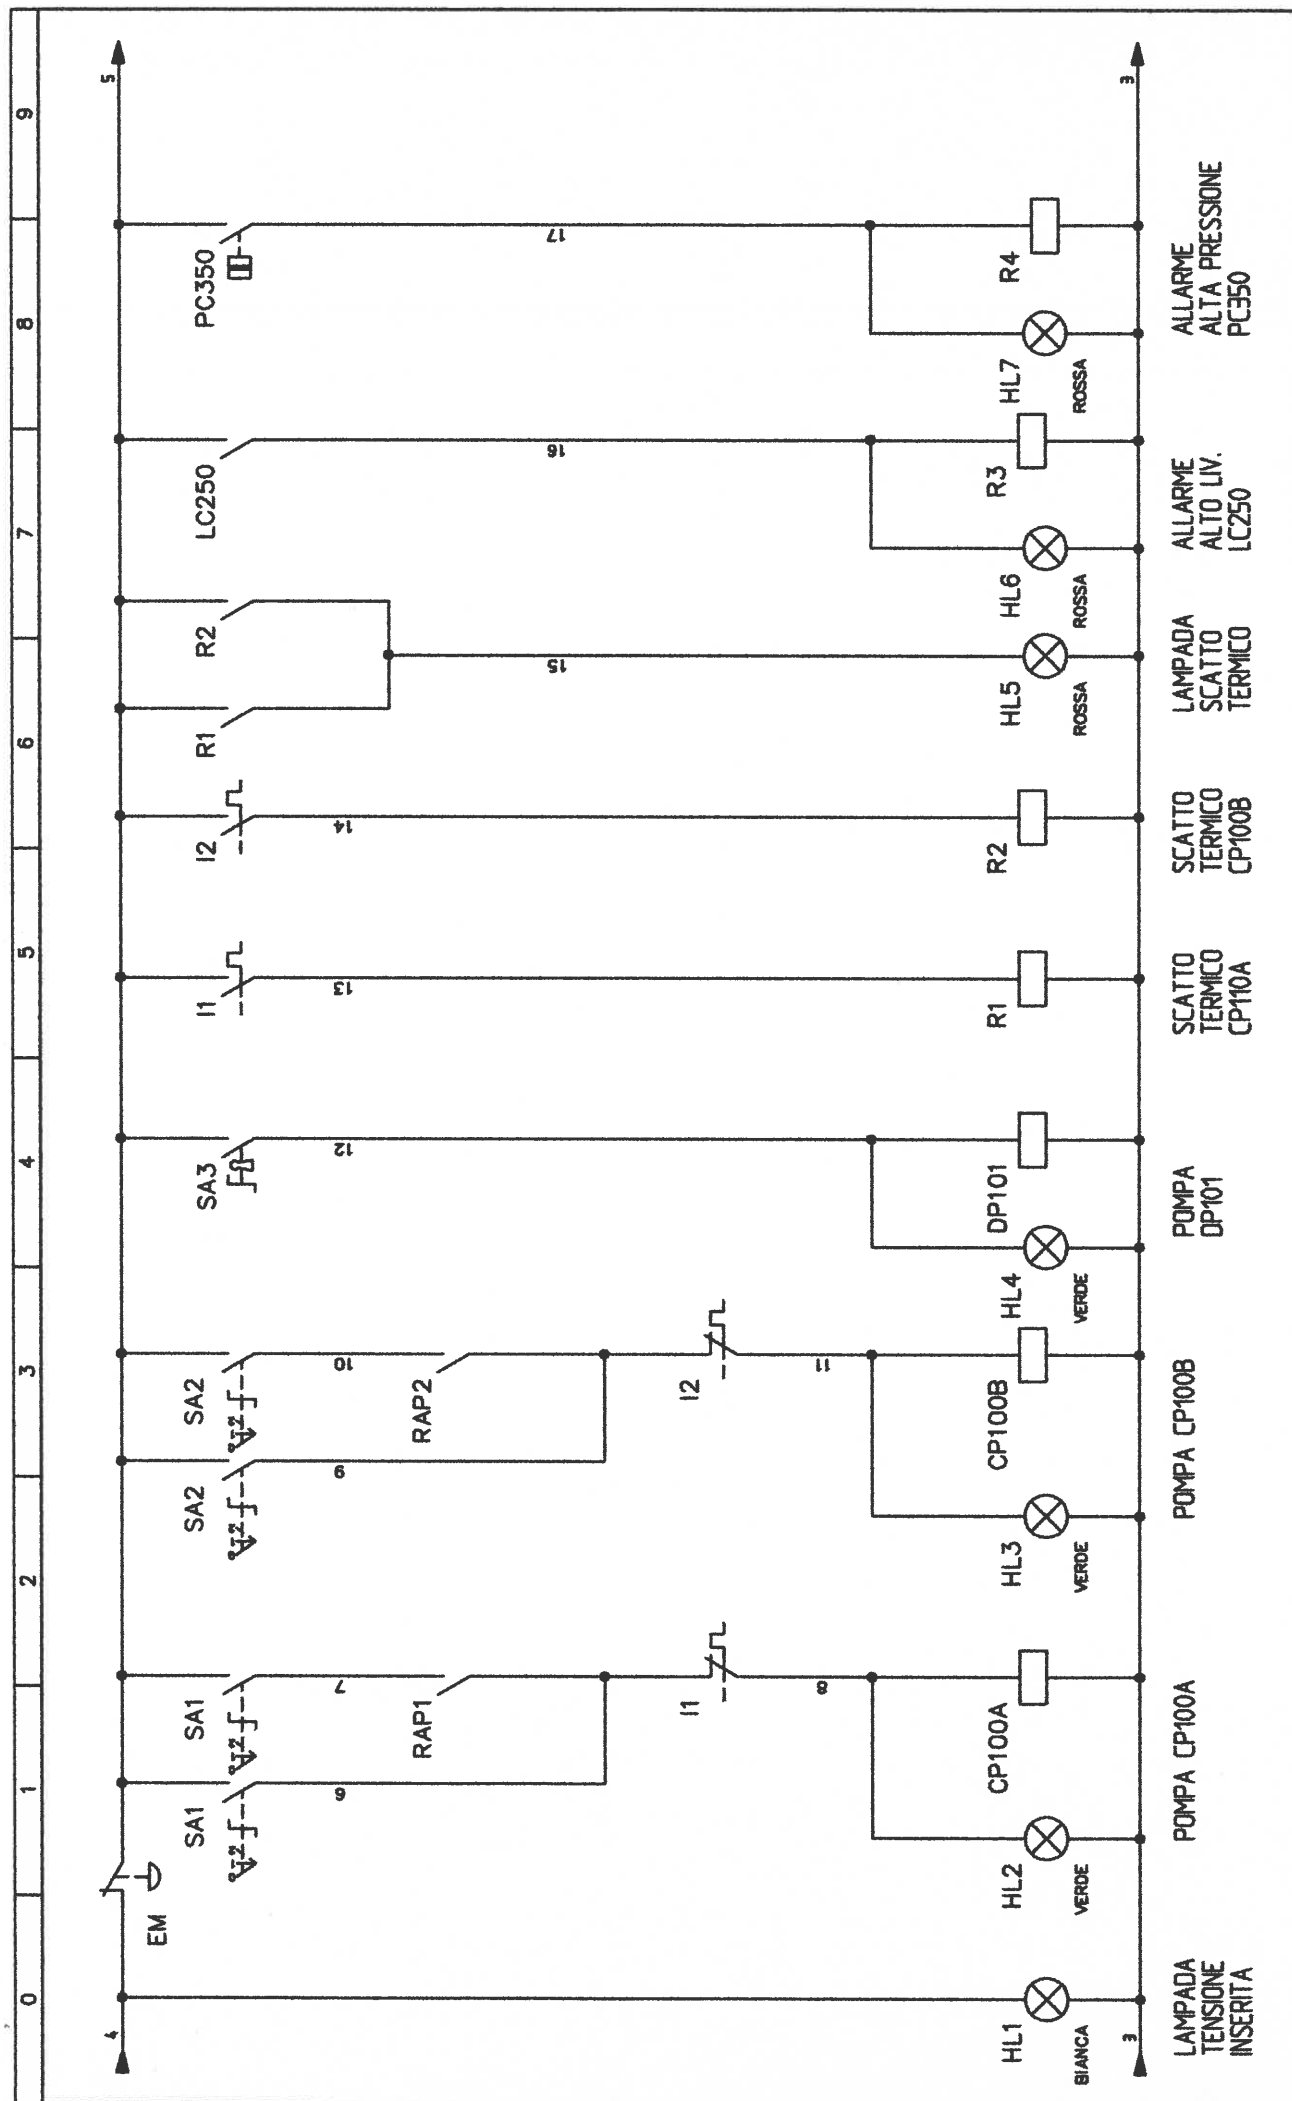 0 1 2 3 4 5 6 7 8 9
4
5
EM
SA1 SA1 SA2 SA2 SA3 I1 I2 R1 R2 LC250 PC350
6 7 9 10 12 13 14 15 16 17
RAP1 RAP2
I1 I2
8 11
HL1 HL2 CP100A HL3 CP100B HL4 DP101 R1 R2 HL5 HL6 R3 HL7 R4
BIANCA VERDE VERDE VERDE ROSSA ROSSA ROSSA
3
3
LAMPADA
TENSIONE
INSERITA
POMPA CP100A
POMPA CP100B
POMPA
DP101
SCATTO
TERMICO
CP110A
SCATTO
TERMICO
CP100B
LAMPADA
SCATTO
TERMICO
ALLARME
ALTO LIV.
LC250
ALLARME
ALTA PRESSIONE
PC350